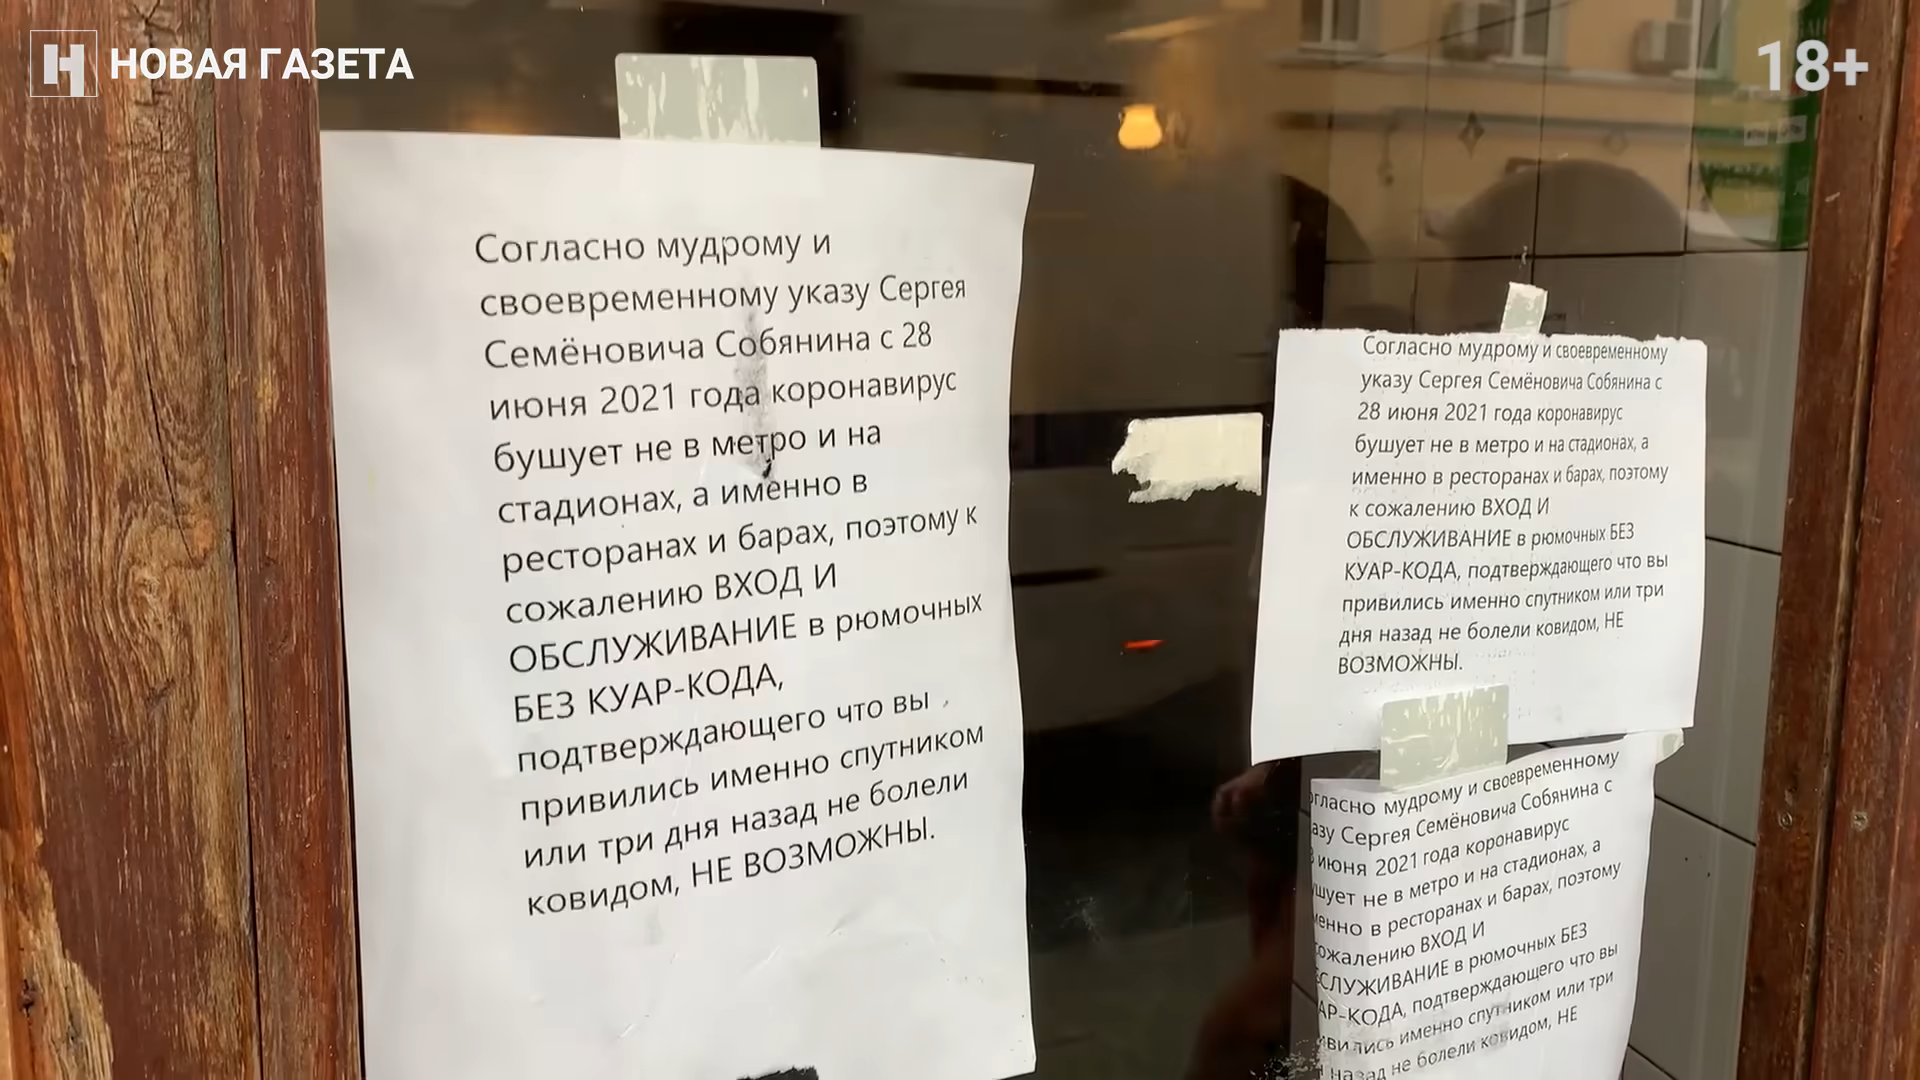 НОВАЯ ГАЗЕТА
18+
Согласно мудрому и
своевременному указу Сергея
Семёновича Собянина с 28
июня 2021 года коронавирус
бушует не в метро и на
стадионах, а именно в
ресторанах и барах, поэтому к
сожалению ВХОД И
ОБСЛУЖИВАНИЕ в рюмочных
БЕЗ КУАР-КОДА,
подтверждающего что вы
привились именно спутником
или три дня назад не болели
ковидом, НЕ ВОЗМОЖНЫ.
Согласно мудрому и своевременному
указу Сергея Семёновича Собянина с
28 июня 2021 года коронавирус
бушует не в метро и на стадионах, а
именно в ресторанах и барах, поэтому
к сожалению ВХОД И
ОБСЛУЖИВАНИЕ в рюмочных БЕЗ
КУАР-КОДА, подтверждающего что вы
привились именно спутником или три
дня назад не болели ковидом, НЕ
ВОЗМОЖНЫ.
огласно мудрому и своевременному
азу Сергея Семёновича Собянина с
июня 2021 года коронавирус
шует не в метро и на стадионах, а
енно в ресторанах и барах, поэтому
сожалению ВХОД И
СЛУЖИВАНИЕ в рюмочных БЕЗ
АР-КОДА, подтверждающего что вы
ивились именно спутником или три
назад не болели ковидом, НЕ